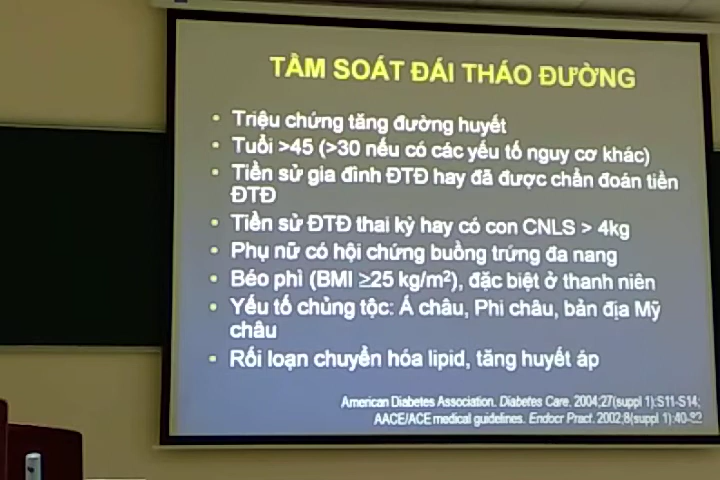 TẦM SOÁT ĐÁI THÁO ĐƯỜNG
• Triệu chứng tăng đường huyết
• Tuổi >45 (>30 nếu có các yếu tố nguy cơ khác)
• Tiền sử gia đình ĐTĐ hay đã được chẩn đoán tiền
ĐTĐ
• Tiền sử ĐTĐ thai kỳ hay có con CNLS > 4kg
• Phụ nữ có hội chứng buồng trứng đa nang
• Béo phì (BMI ≥25 kg/m²), đặc biệt ở thanh niên
• Yếu tố chủng tộc: Á châu, Phi châu, bản địa Mỹ
châu
• Rối loạn chuyển hóa lipid, tăng huyết áp
American Diabetes Association. Diabetes Care. 2004;27(suppl 1):S11-S14;
AACE/ACE medical guidelines. Endocr Pract. 2002;8(suppl 1):40-82